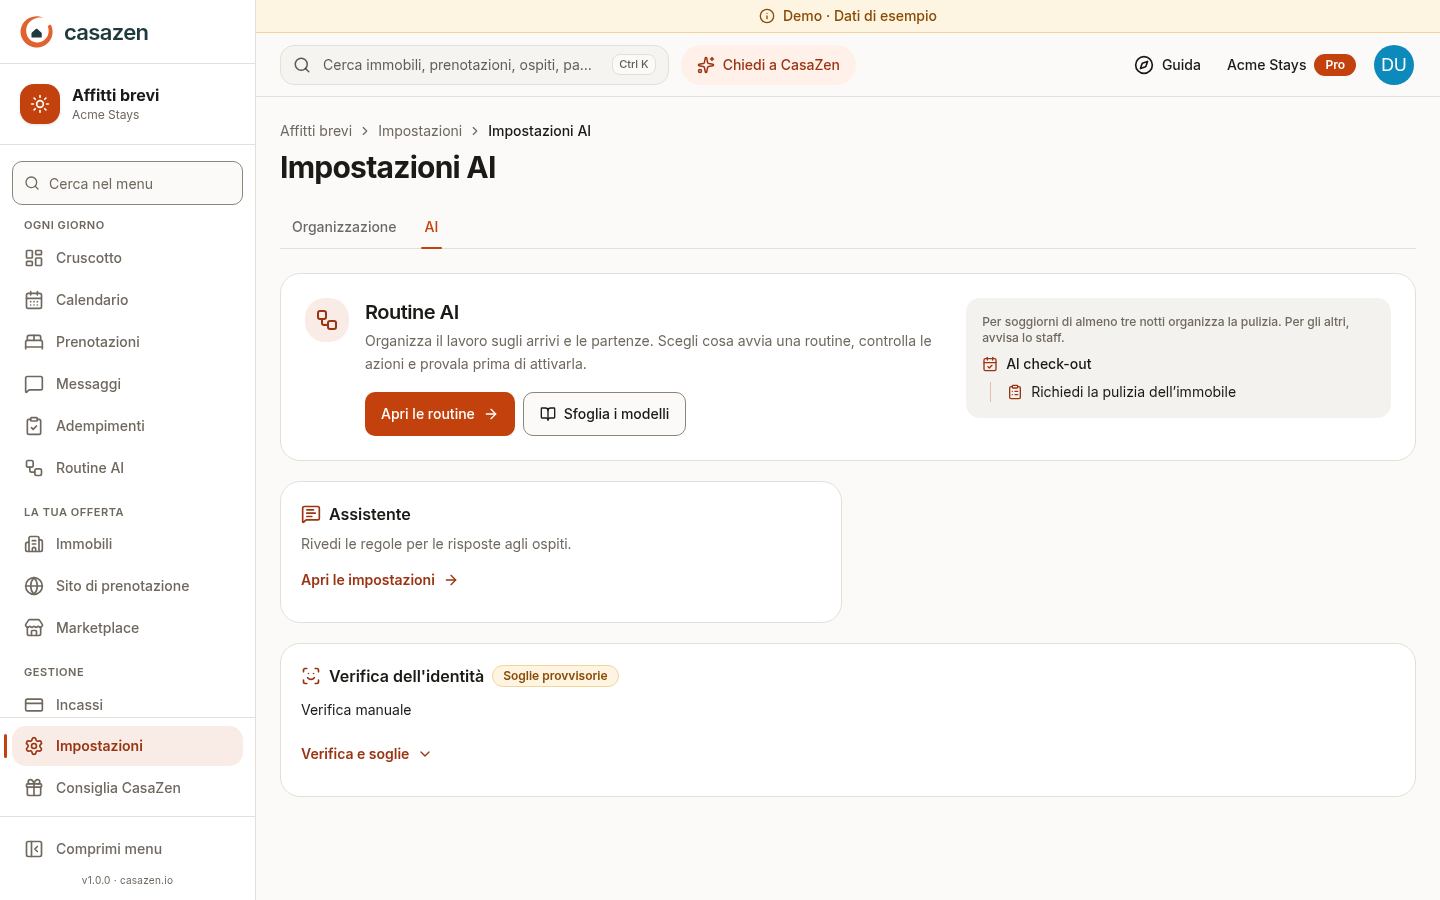 casazen
Affitti brevi
Acme Stays
Cerca nel menu
OGNI GIORNO
Cruscotto
Calendario
Prenotazioni
Messaggi
Adempimenti
Routine AI
LA TUA OFFERTA
Immobili
Sito di prenotazione
Marketplace
GESTIONE
Incassi
Impostazioni
Consiglia CasaZen
Comprimi menu
v1.0.0 · casazen.io
Demo · Dati di esempio
Cerca immobili, prenotazioni, ospiti, pa...
Ctrl K
Chiedi a CasaZen
Guida
Acme Stays
Pro
DU
Affitti brevi > Impostazioni > Impostazioni AI
Impostazioni AI
Organizzazione
AI
Routine AI
Organizza il lavoro sugli arrivi e le partenze. Scegli cosa avvia una routine, controlla le
azioni e provala prima di attivarla.
Apri le routine
Sfoglia i modelli
Per soggiorni di almeno tre notti organizza la pulizia. Per gli altri,
avvisa lo staff.
Al check-out
Richiedi la pulizia dell’immobile
Assistente
Rivedi le regole per le risposte agli ospiti.
Apri le impostazioni
Verifica dell'identità
Soglie provvisorie
Verifica manuale
Verifica e soglie